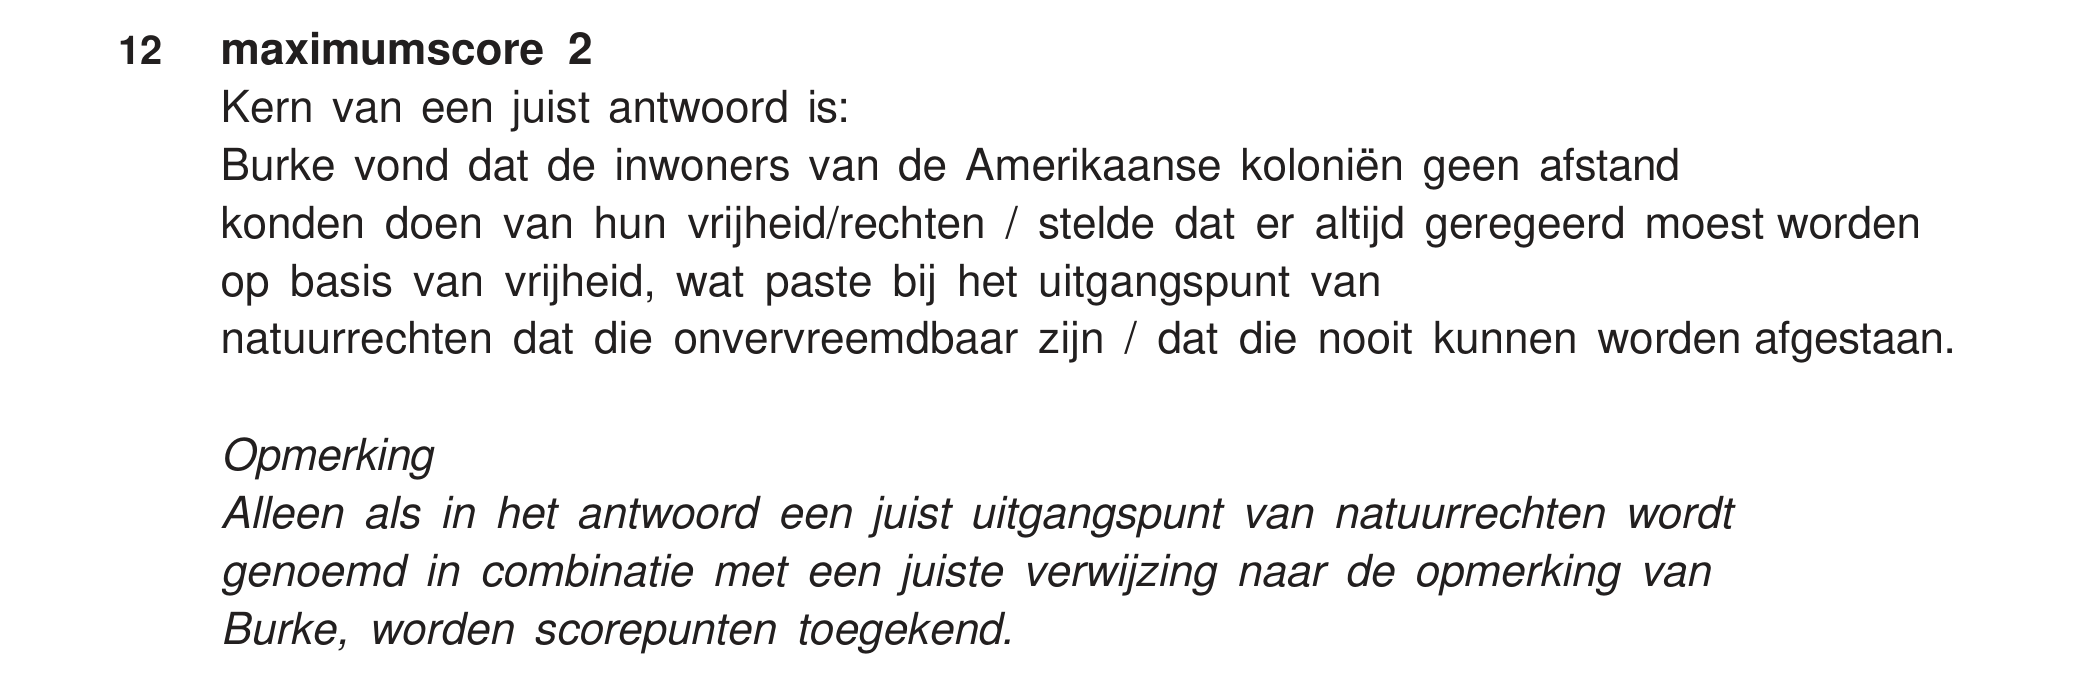 12 maximumscore 2
Kern van een juist antwoord is:
Burke vond dat de inwoners van de Amerikaanse koloniën geen afstand
konden doen van hun vrijheid/rechten / stelde dat er altijd geregeerd moest worden
op basis van vrijheid, wat paste bij het uitgangspunt van
natuurrechten dat die onvervreemdbaar zijn / dat die nooit kunnen worden afgestaan.
Opmerking
Alleen als in het antwoord een juist uitgangspunt van natuurrechten wordt
genoemd in combinatie met een juiste verwijzing naar de opmerking van
Burke, worden scorepunten toegekend.